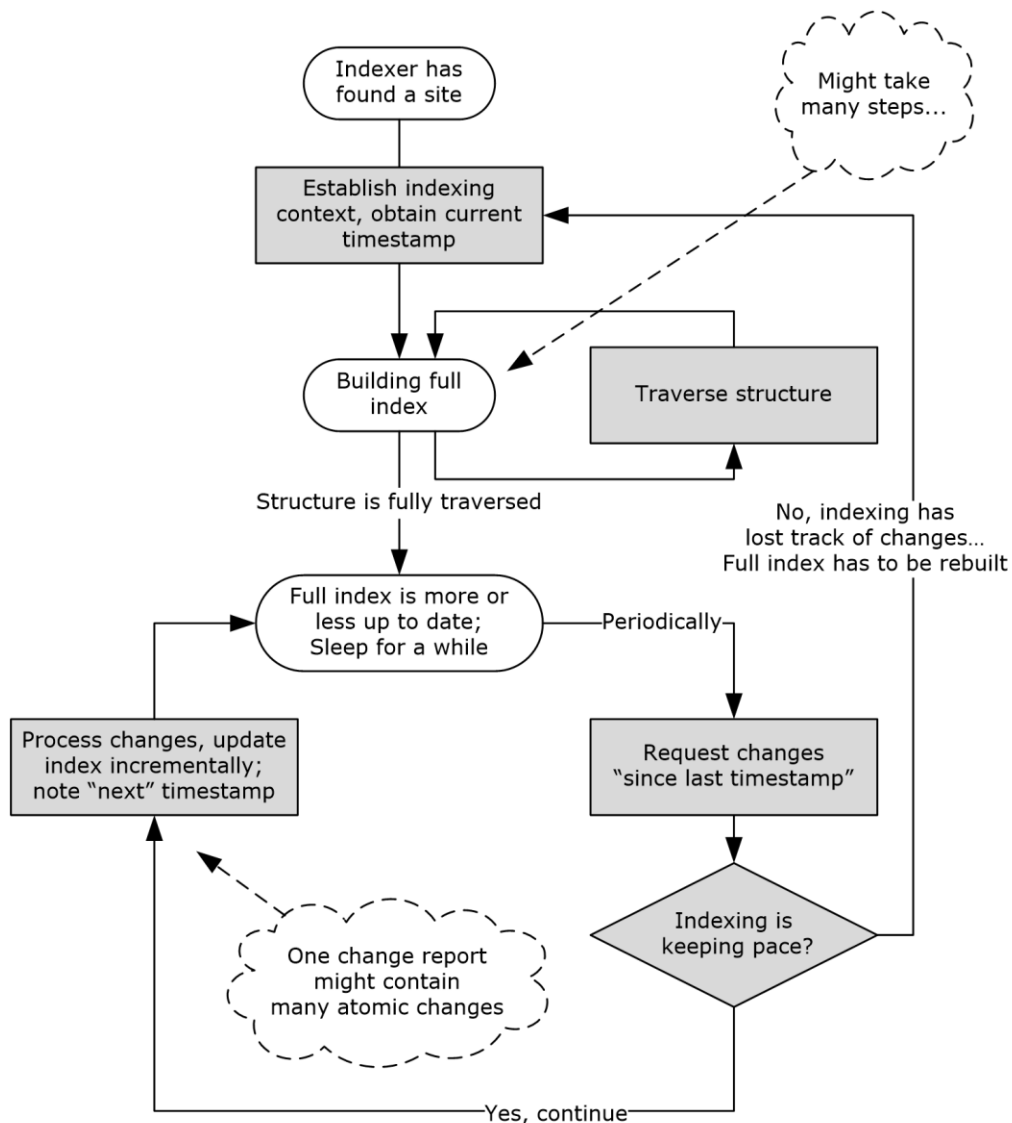 Indexer has
found a site
Might take
many steps...
Establish indexing
context, obtain current
timestamp
Building full
index
Traverse structure
Structure is fully traversed
No, indexing has
lost track of changes...
Full index has to be rebuilt
Full index is more or
less up to date;
Sleep for a while
Periodically
Process changes, update
index incrementally;
note “next” timestamp
Request changes
“since last timestamp”
Indexing is
keeping pace?
One change report
might contain
many atomic changes
Yes, continue